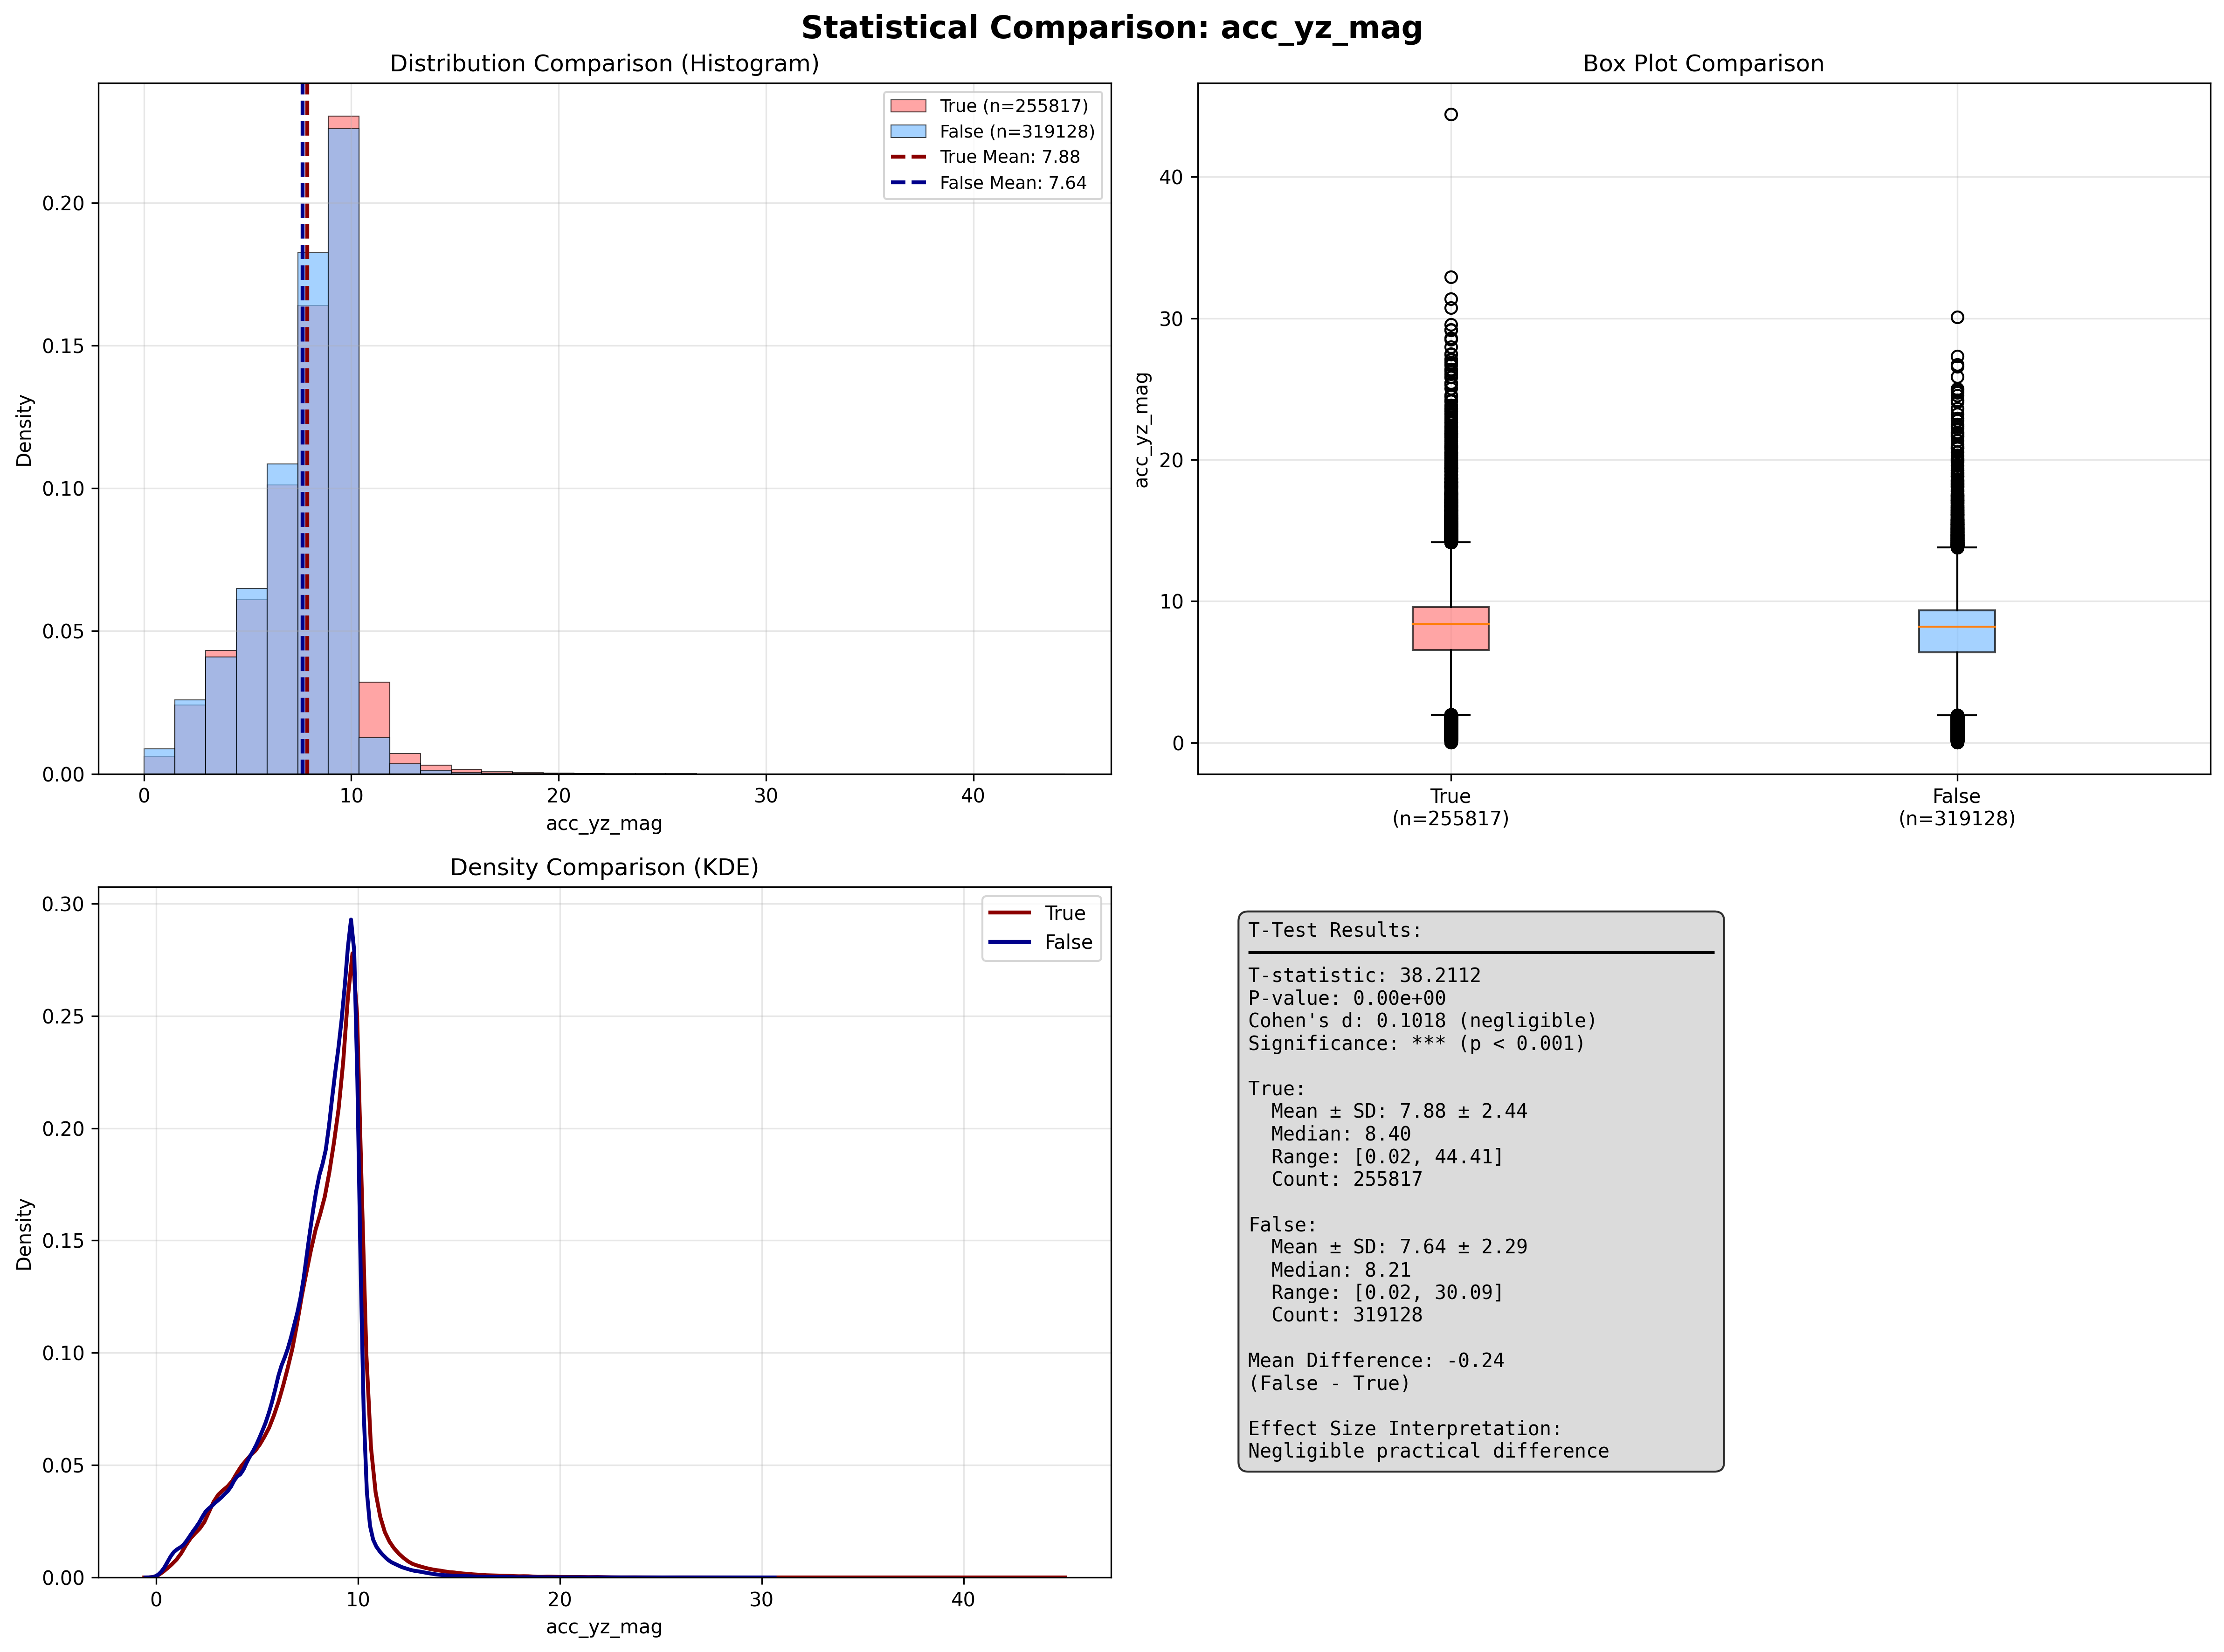 Statistical Comparison: acc_yz_mag
Distribution Comparison (Histogram)
Density
0.20
0.15
0.10
0.05
0.00
0
10
20
30
40
acc_yz_mag
True (n=255817)
False (n=319128)
True Mean: 7.88
False Mean: 7.64
Box Plot Comparison
acc_yz_mag
40
30
20
10
0
True
(n=255817)
False
(n=319128)
Density Comparison (KDE)
Density
0.30
0.25
0.20
0.15
0.10
0.05
0.00
0
10
20
30
40
acc_yz_mag
True
False
T-Test Results:
T-statistic: 38.2112
P-value: 0.00e+00
Cohen's d: 0.1018 (negligible)
Significance: *** (p < 0.001)
True:
Mean ± SD: 7.88 ± 2.44
Median: 8.40
Range: [0.02, 44.41]
Count: 255817
False:
Mean ± SD: 7.64 ± 2.29
Median: 8.21
Range: [0.02, 30.09]
Count: 319128
Mean Difference: -0.24
(False - True)
Effect Size Interpretation:
Negligible practical difference